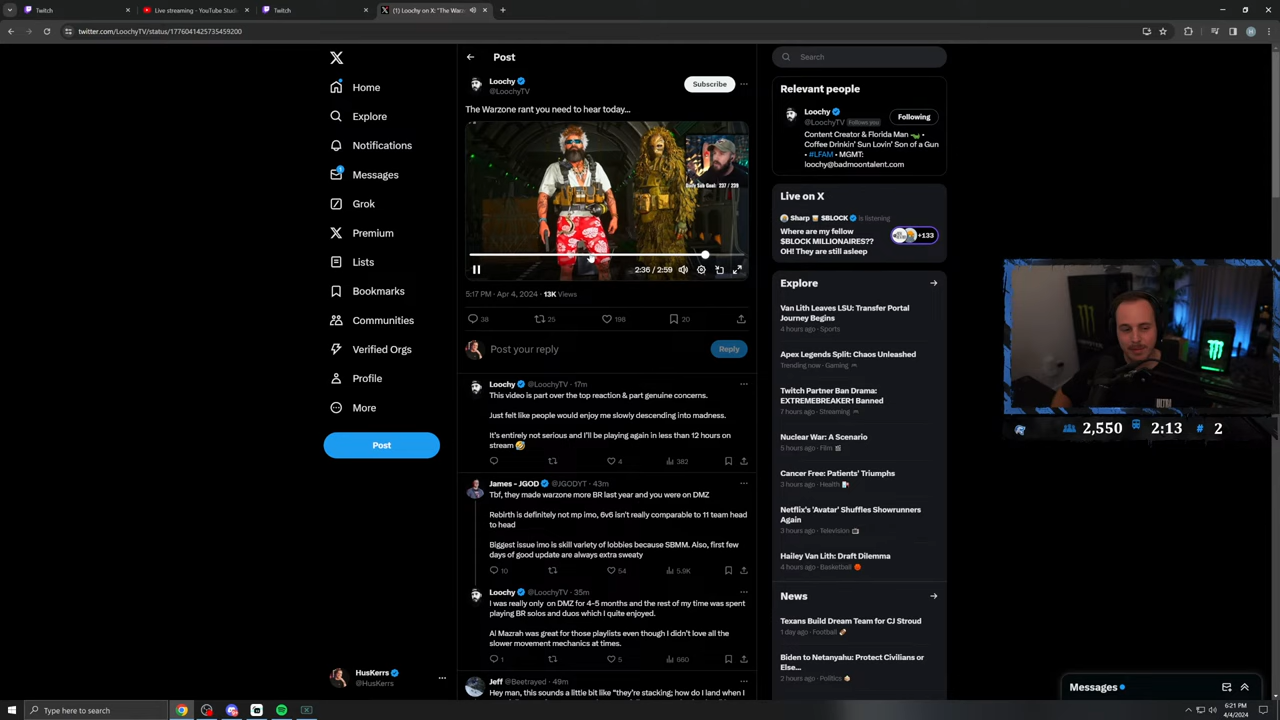 Twitch
Live streaming - YouTube Stud
Twitch
(1) Loochy on X: "The Warz
twitter.com/LoochyTV/status/1776041425735459200
Home
Explore
Notifications
Messages
Grok
Premium
Lists
Bookmarks
Communities
Verified Orgs
Profile
More
Post
HusKerrs
@HusKerrs
Post
Loochy
@LoochyTV
Subscribe
The Warzone rant you need to hear today...
Daily Sub Goal: 237 / 239
2:36 / 2:59
5:17 PM · Apr 4, 2024 · 13K Views
38 25 198 20
Post your reply
Reply
Loochy @LoochyTV · 17m
This video is part over the top reaction & part genuine concerns.
Just felt like people would enjoy me slowly descending into madness.
It's entirely not serious and I'll be playing again in less than 12 hours on
stream 🤣
4 382
James - JGOD @JGODYT · 43m
Tbf, they made warzone more BR last year and you were on DMZ
Rebirth is definitely not mp imo, 6v6 isn't really comparable to 11 team head
to head
Biggest issue imo is skill variety of lobbies because SBMM. Also, first few
days of good update are always extra sweaty
10 54 5.9K
Loochy @LoochyTV · 35m
I was really only on DMZ for 4-5 months and the rest of my time was spent
playing BR solos and duos which I quite enjoyed.
Al Mazrah was great for those playlists even though I didn't love all the
slower movement mechanics at times.
1 5 660
Jeff @Beetrayed · 49m
Hey man, this sounds a little bit like "they're stacking; how do I land when I
Search
Relevant people
Loochy
@LoochyTV Follows you
Following
Content Creator & Florida Man 🐊 •
Coffee Drinkin' Sun Lovin' Son of a Gun
• #LFAM • MGMT:
loochy@badmoontalent.com
Live on X
Sharp $BLOCK is listening
Where are my fellow
$BLOCK MILLIONAIRES??
OH! They are still asleep
+133
Explore
Van Lith Leaves LSU: Transfer Portal
Journey Begins
4 hours ago · Sports
Apex Legends Split: Chaos Unleashed
Trending now · Gaming
Twitch Partner Ban Drama:
EXTREMEBREAKER1 Banned
7 hours ago · Streaming
Nuclear War: A Scenario
5 hours ago · Film
Cancer Free: Patients' Triumphs
3 hours ago · Health
Netflix's 'Avatar' Shuffles Showrunners
Again
3 hours ago · Television
Hailey Van Lith: Draft Dilemma
4 hours ago · Basketball
News
Texans Build Dream Team for CJ Stroud
1 day ago · Football
Biden to Netanyahu: Protect Civilians or
Else...
2 hours ago · Politics
Messages
2,550 2:13 # 2
Type here to search
6:21 PM
4/4/2024